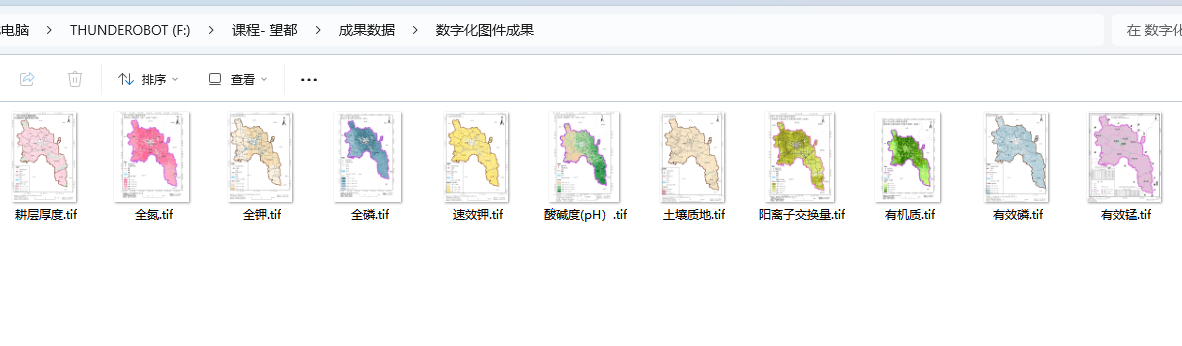 电脑 > THUNDEROBOT (F:) > 课程- 望都 > 成果数据 > 数字化图件成果
在 数字化
排序
查看
耕层厚度.tif
全氮.tif
全钾.tif
全磷.tif
速效钾.tif
酸碱度(pH）.tif
土壤质地.tif
阳离子交换量.tif
有机质.tif
有效磷.tif
有效锰.tif